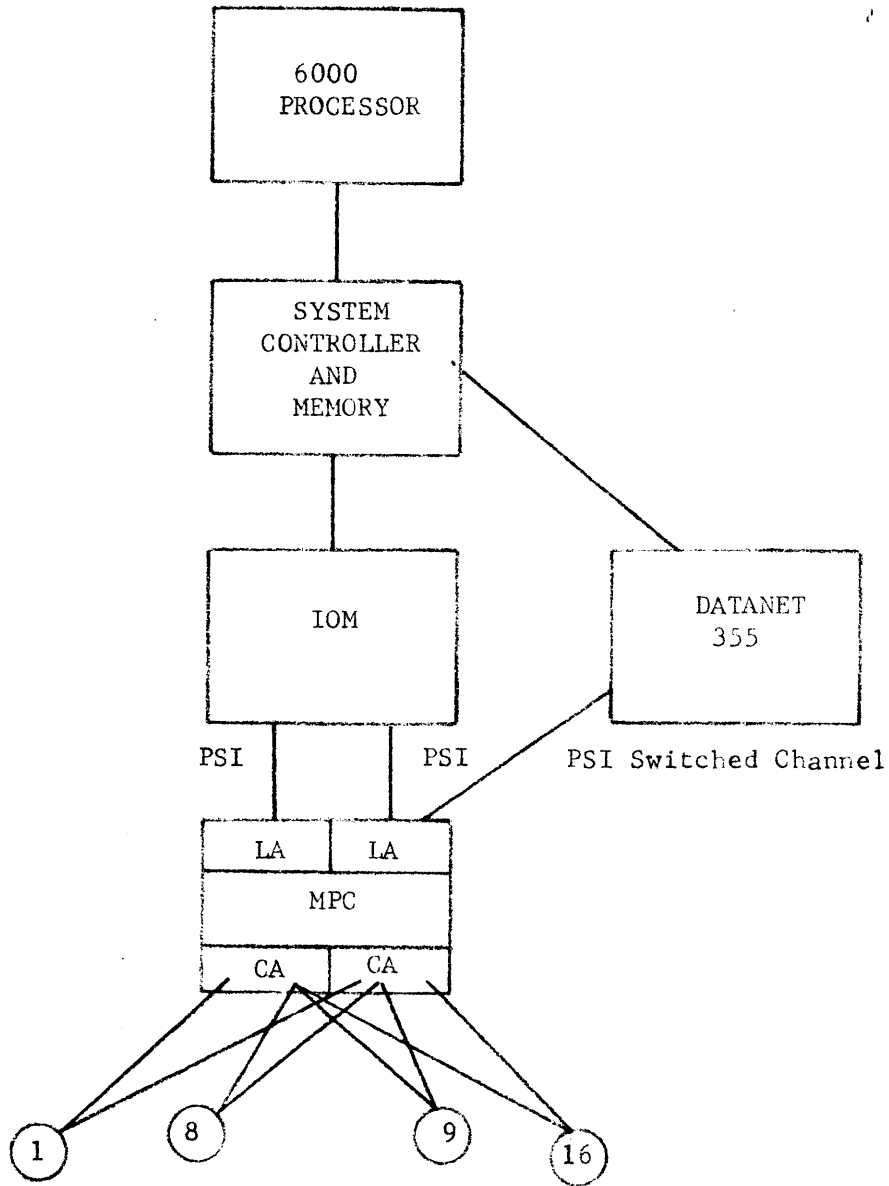 6000
PROCESSOR
SYSTEM
CONTROLLER
AND
MEMORY
IOM
DATANET
355
PSI
PSI
PSI Switched Channel
LA
LA
MPC
CA
CA
1
8
9
16